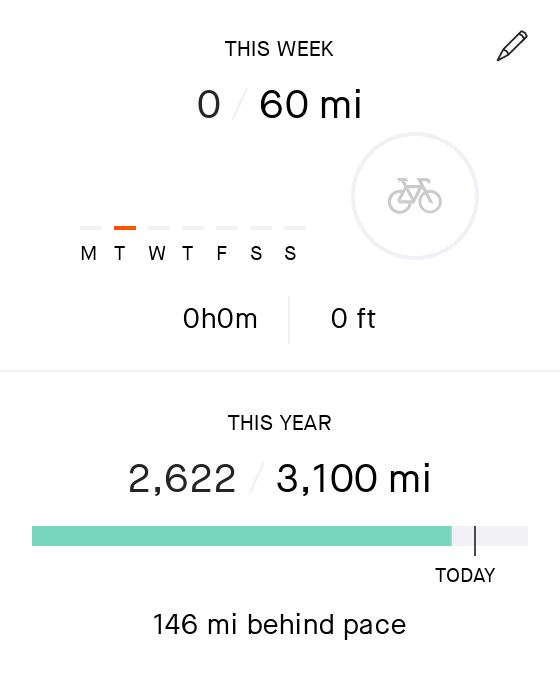 THIS WEEK
0 / 60 mi
M T W T F S S
0h0m 0 ft
THIS YEAR
2,622 / 3,100 mi
TODAY
146 mi behind pace